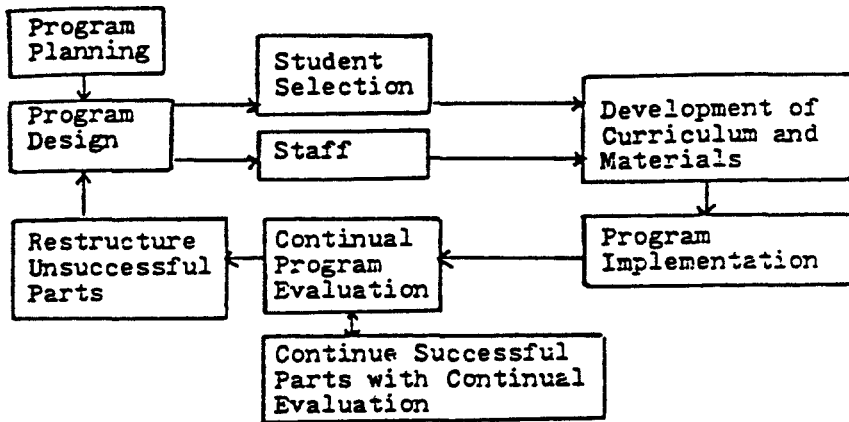 Program
Planning
Program
Design
Student
Selection
Staff
Development of
Curriculum and
Materials
Program
Implementation
Continual
Program
Evaluation
Restructure
Unsuccessful
Parts
Continue Successful
Parts with Continual
Evaluation